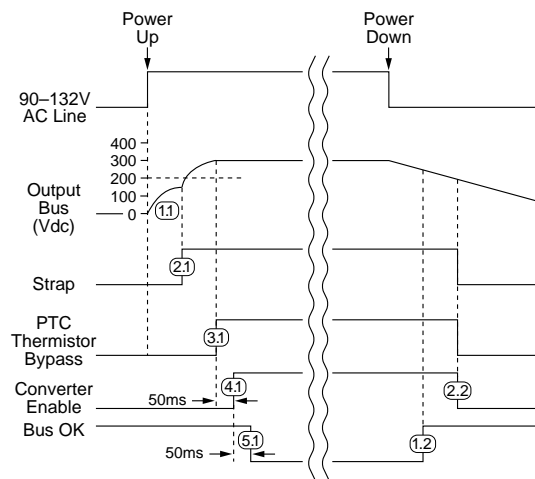 Power
Up
Power
Down
90–132V
AC Line
400
300
200
100
0
Output
Bus
(Vdc)
1.1
2.1
Strap
PTC
Thermistor
Bypass
3.1
Converter
Enable
4.1
2.2
50ms
Bus OK
5.1
1.2
50ms